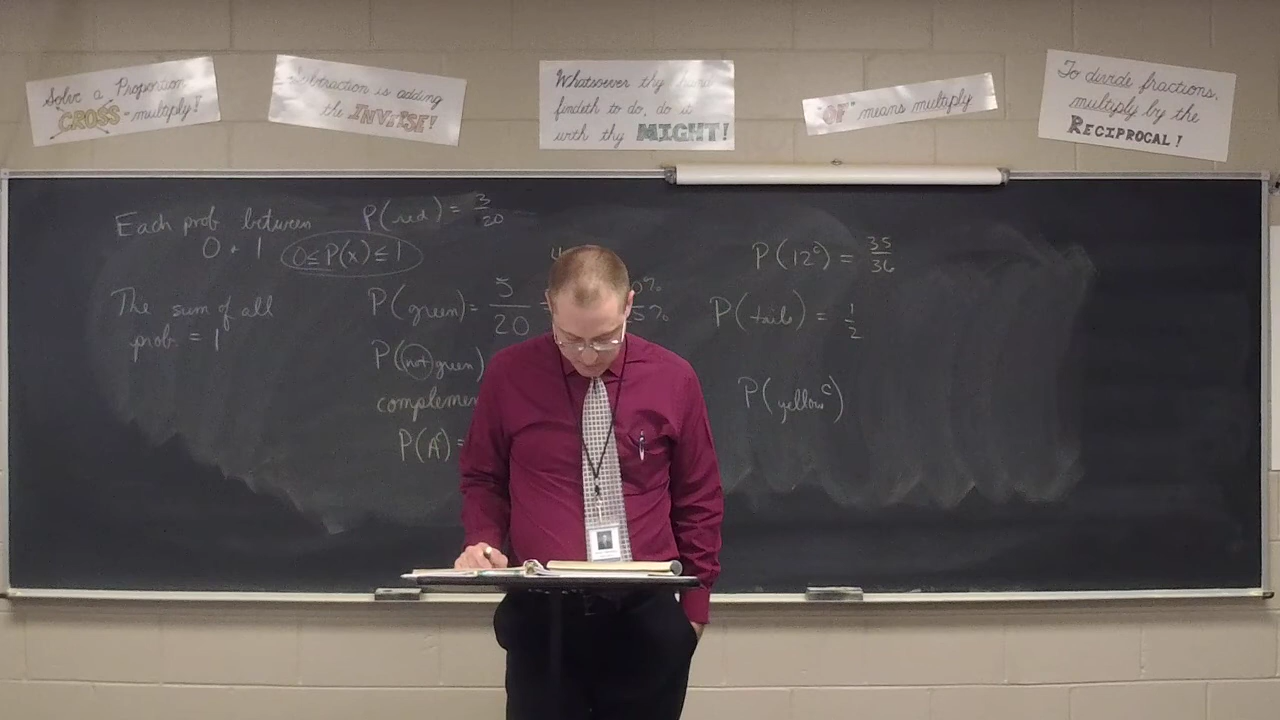 Solve a Proportion
CROSS-multiply!
Subtraction is adding
the INVERSE!
Whatsoever thy hand
findeth to do, do it
with thy MIGHT!
"OF" means multiply
To divide fractions,
multiply by the
RECIPROCAL!
Each prob between
0 + 1 0≤P(x)≤1
The sum of all
prob. = 1
P(red) = 3/20
P(green) = 5/20
P(not green)
P(A^c) =
P(12^c) = 35/36
P(tails) = 1/2
P(yellow^c)